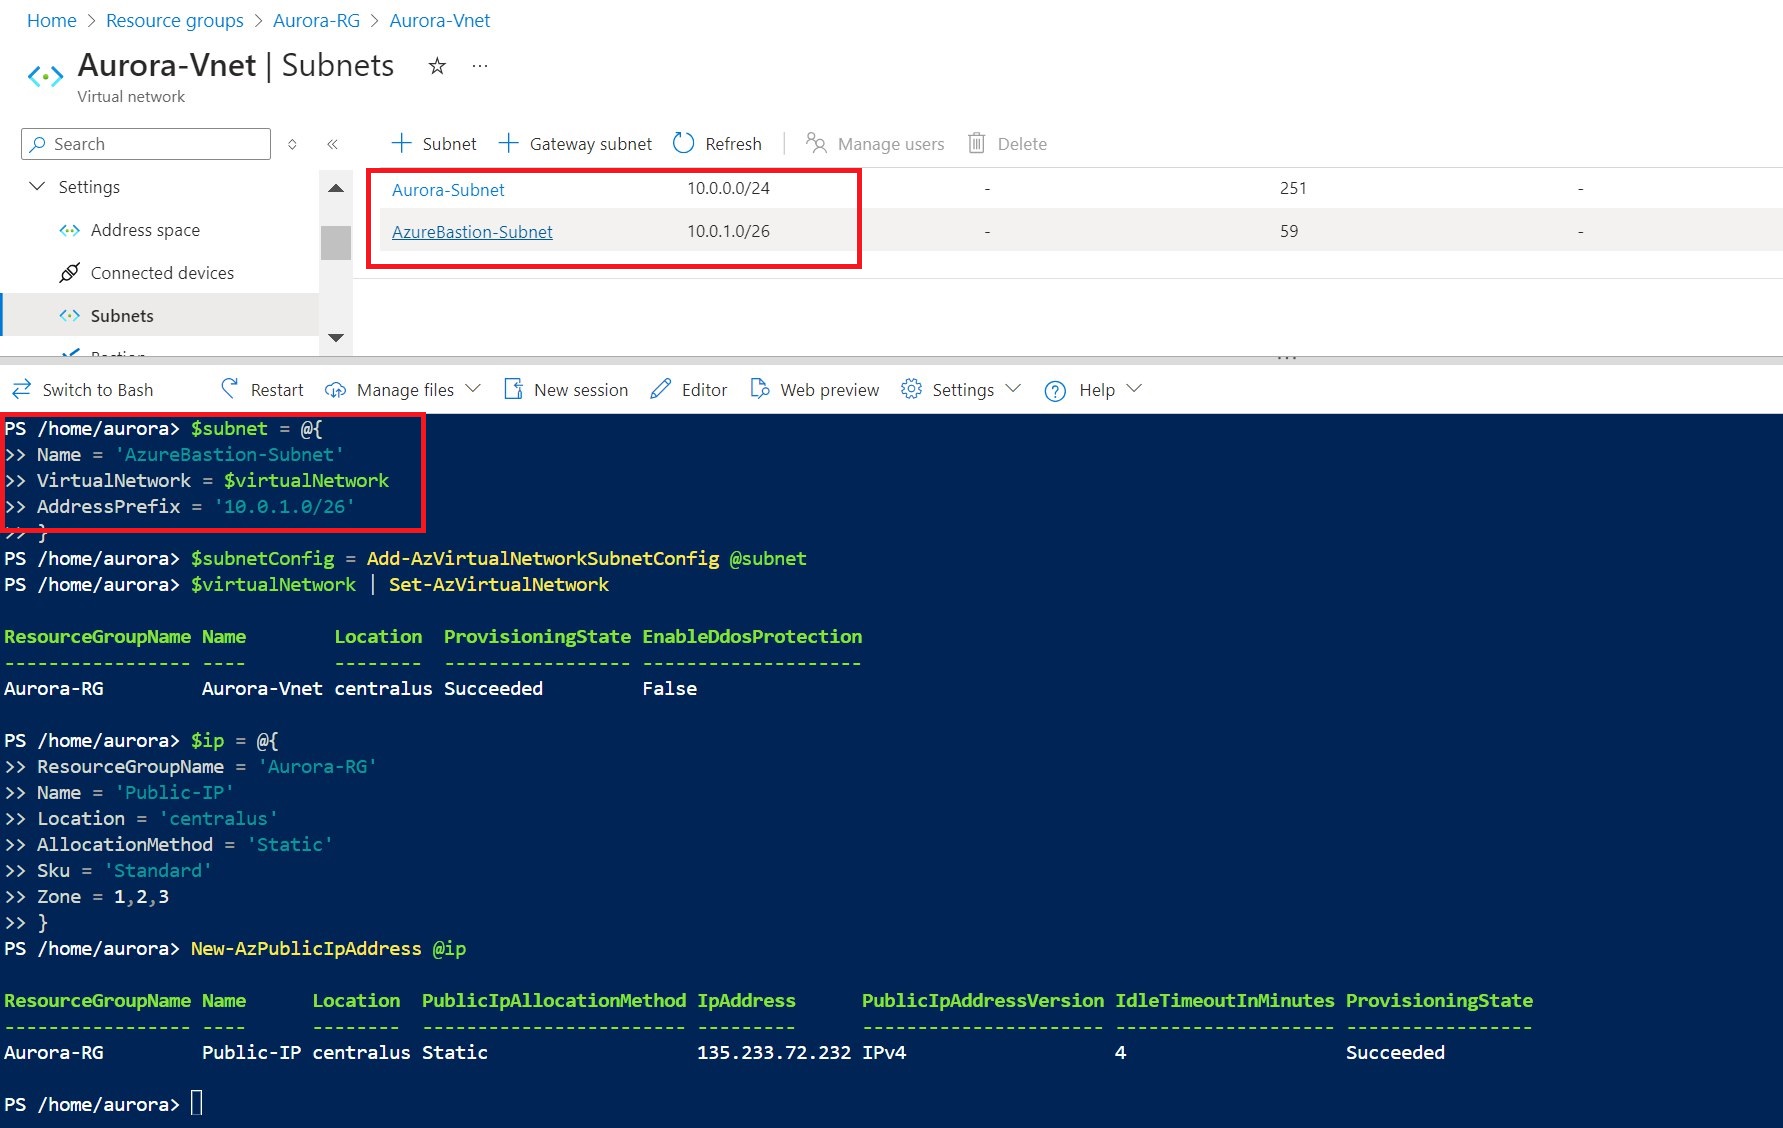 Home > Resource groups > Aurora-RG > Aurora-Vnet
Aurora-Vnet | Subnets ☆ ...
Virtual network
Search «
+ Subnet + Gateway subnet Refresh | Manage users Delete
Settings
Address space
Connected devices
Subnets
Bastion
Aurora-Subnet 10.0.0.0/24 - 251 -
AzureBastion-Subnet 10.0.1.0/26 - 59 -
Switch to Bash Restart Manage files New session Editor Web preview Settings Help
PS /home/aurora> $subnet = @{
>> Name = 'AzureBastion-Subnet'
>> VirtualNetwork = $virtualNetwork
>> AddressPrefix = '10.0.1.0/26'
>> }
PS /home/aurora> $subnetConfig = Add-AzVirtualNetworkSubnetConfig @subnet
PS /home/aurora> $virtualNetwork | Set-AzVirtualNetwork
ResourceGroupName Name Location ProvisioningState EnableDdosProtection
----------------- ---- -------- ----------------- --------------------
Aurora-RG Aurora-Vnet centralus Succeeded False
PS /home/aurora> $ip = @{
>> ResourceGroupName = 'Aurora-RG'
>> Name = 'Public-IP'
>> Location = 'centralus'
>> AllocationMethod = 'Static'
>> Sku = 'Standard'
>> Zone = 1,2,3
>> }
PS /home/aurora> New-AzPublicIpAddress @ip
ResourceGroupName Name Location PublicIpAllocationMethod IpAddress PublicIpAddressVersion IdleTimeoutInMinutes ProvisioningState
----------------- ---- -------- ------------------------ --------- ---------------------- -------------------- -----------------
Aurora-RG Public-IP centralus Static 135.233.72.232 IPv4 4 Succeeded
PS /home/aurora>